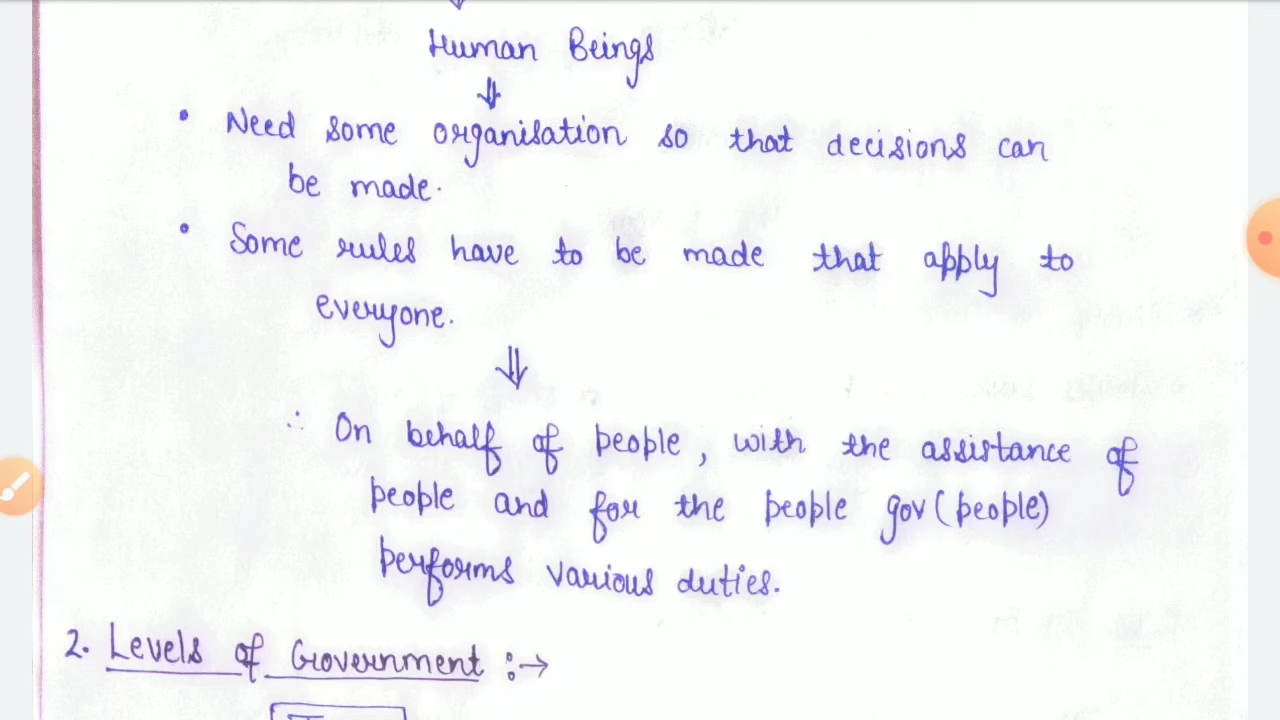 Human Beings
⇓
• Need some organisation so that decisions can
be made.
• Some rules have to be made that apply to
everyone.
⇓
∴ On behalf of people, with the assistance of
people and for the people gov(people)
performs various duties.
2. Levels of Government :→